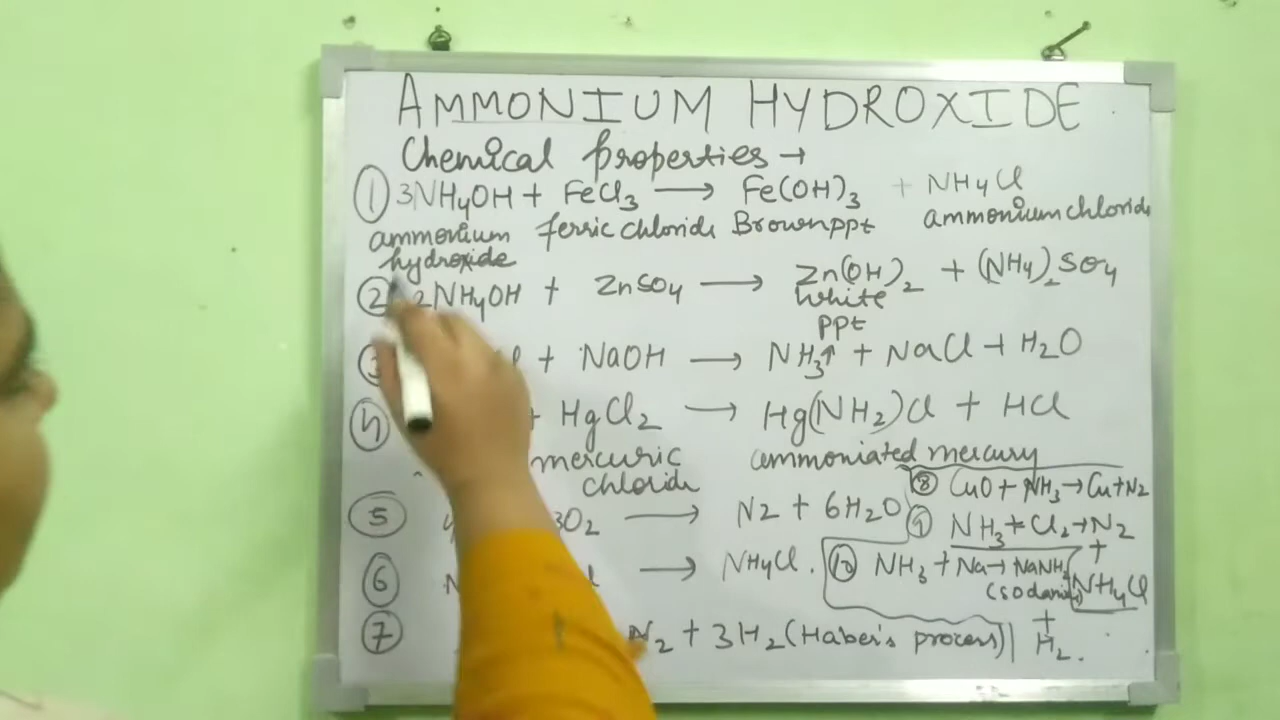 AMMONIUM HYDROXIDE
Chemical properties →
① 3NH4OH + FeCl3 → Fe(OH)3 + NH4Cl
ammonium hydroxide ferric chloride Brown ppt ammonium chloride
② 2NH4OH + ZnSO4 → Zn(OH)2 + (NH4)2SO4
White ppt
③ + NaOH → NH3↑ + NaCl + H2O
④ + HgCl2 → Hg(NH2)Cl + HCl
mercuric chloride ammoniated mercury
⑤ 3O2 → N2 + 6H2O
⑥ → NH4Cl.
⑦ N2 + 3H2 (Haber's process)
⑧ CuO + NH3 → Cu + N2
⑨ NH3 + Cl2 → N2
+
NH4Cl
⑩ NH3 + Na → NaNH2
+
H2.